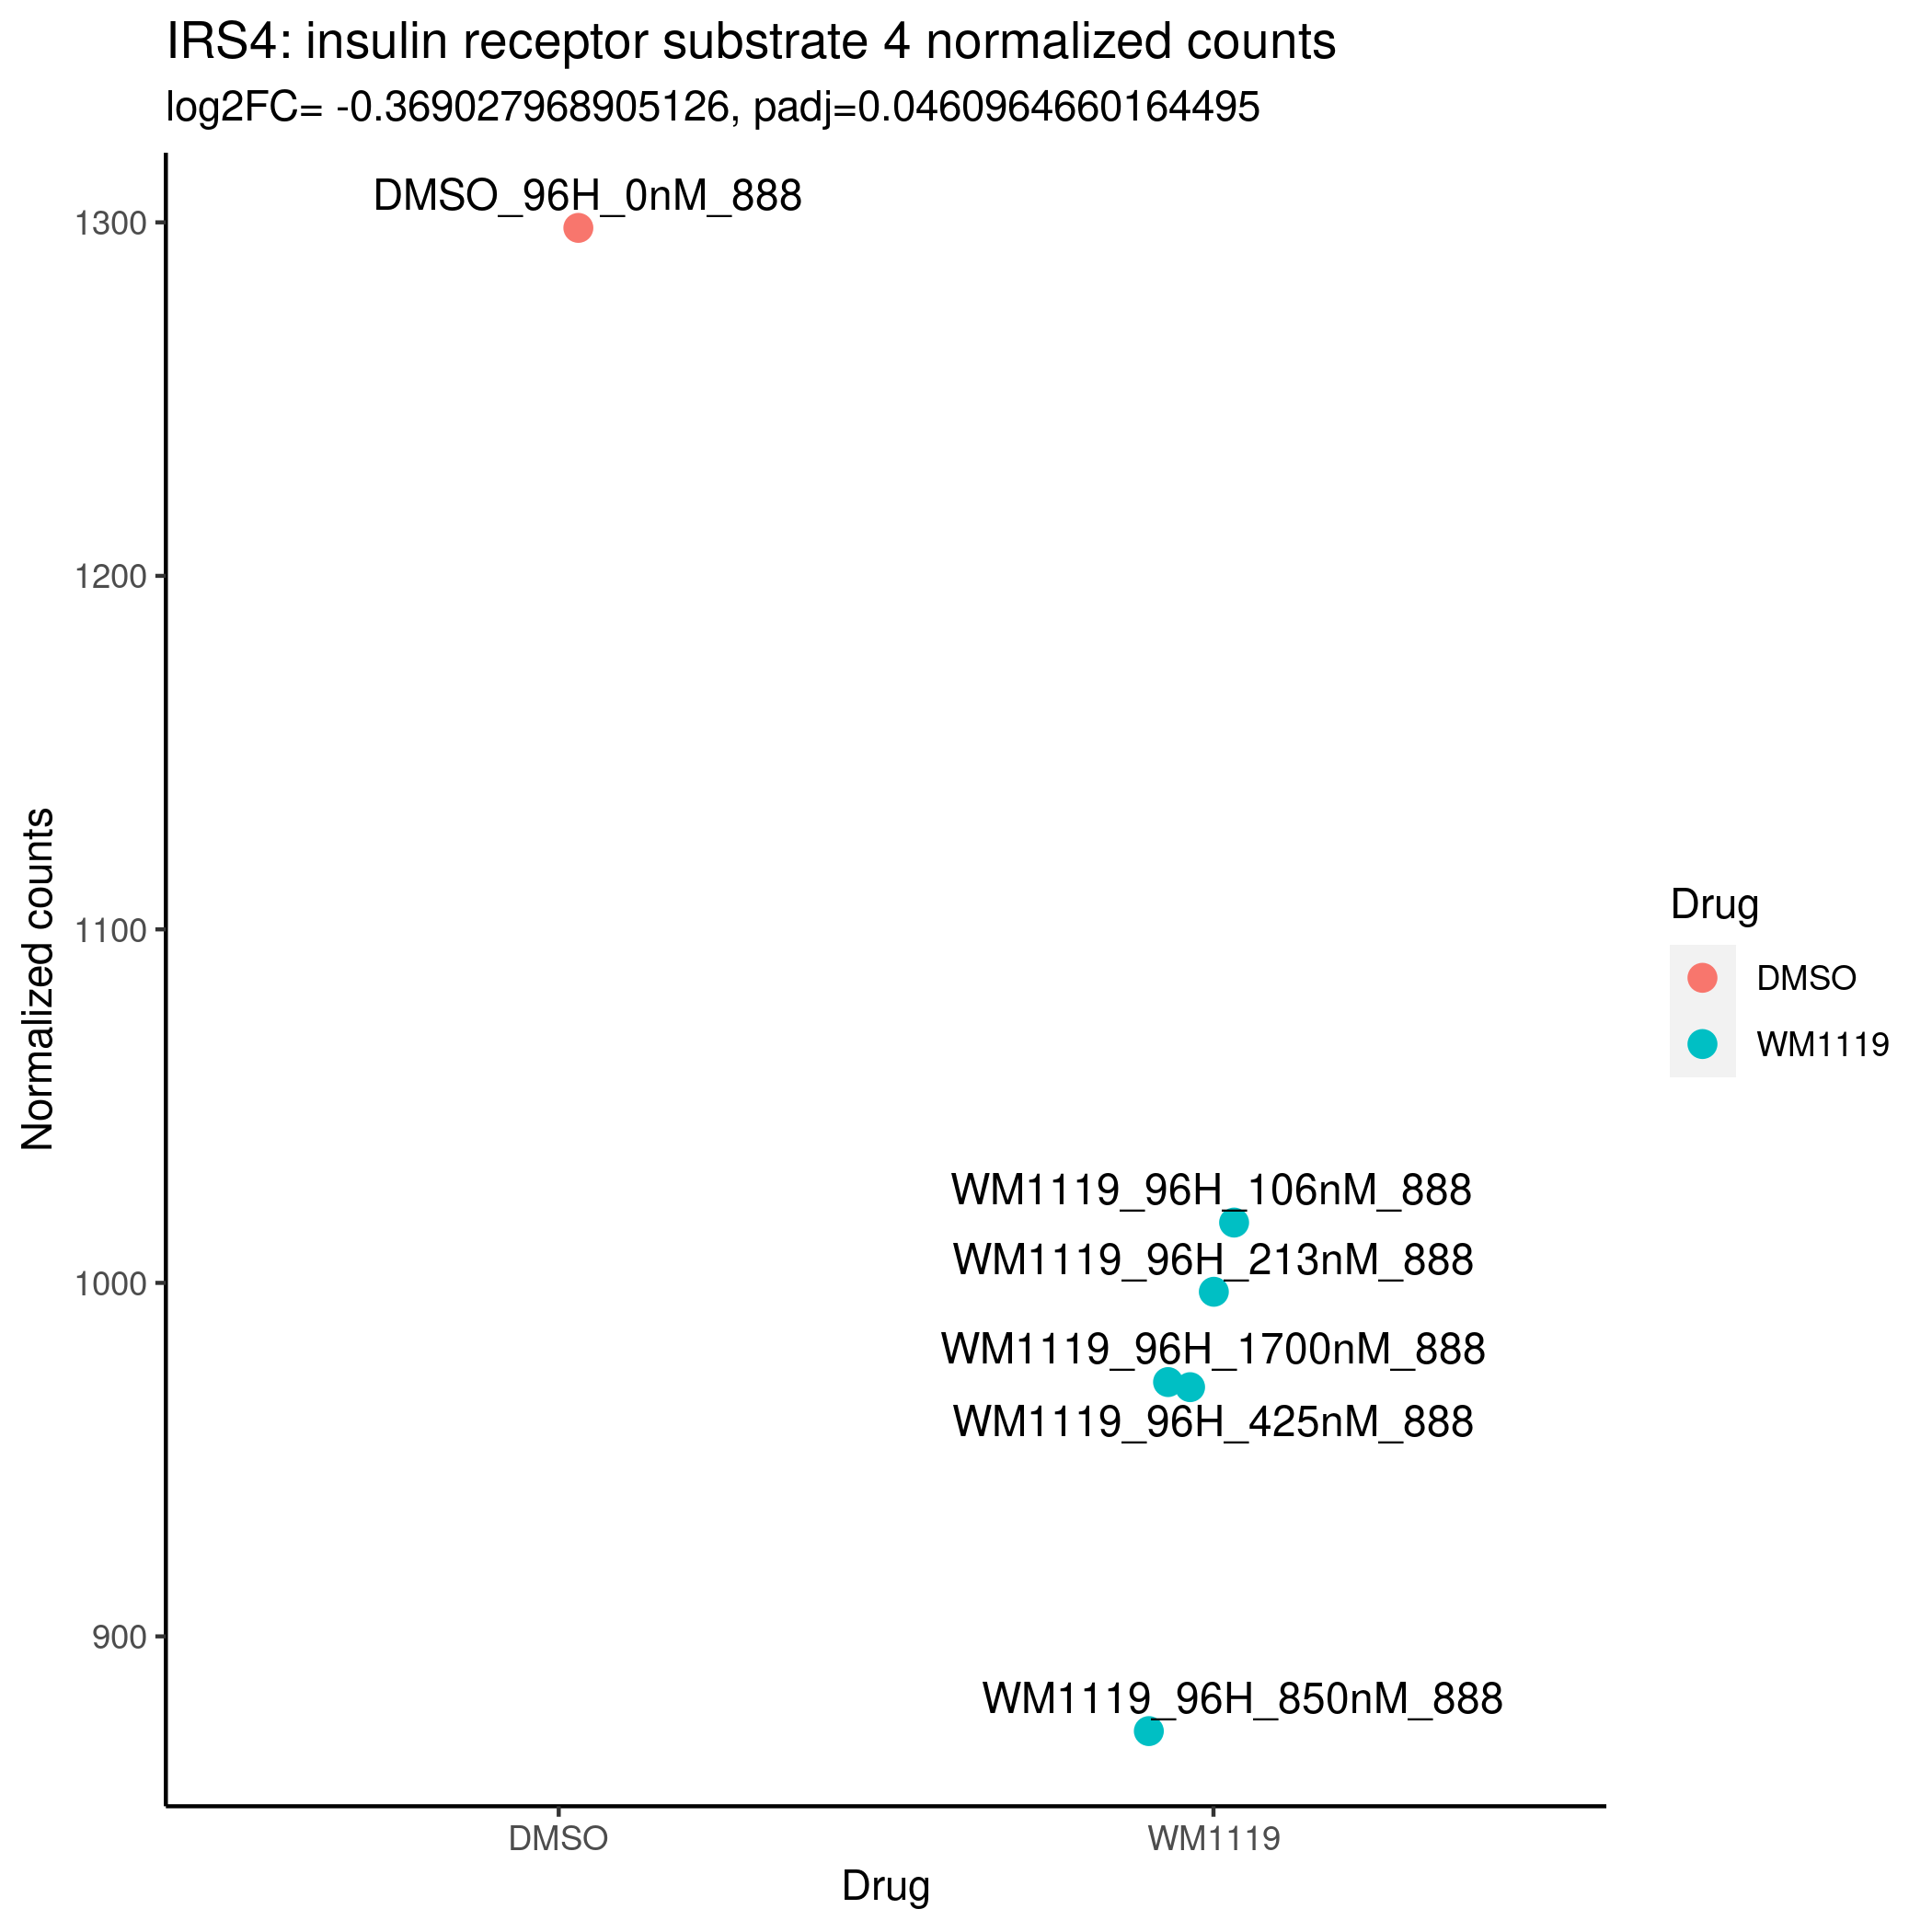 IRS4: insulin receptor substrate 4 normalized counts
log2FC= -0.369027968905126, padj=0.0460964660164495
DMSO_96H_0nM_888
1300
1200
1100
1000
900
Normalized counts
WM1119_96H_106nM_888
WM1119_96H_213nM_888
WM1119_96H_1700nM_888
WM1119_96H_425nM_888
WM1119_96H_850nM_888
DMSO
WM1119
Drug
Drug
DMSO
WM1119